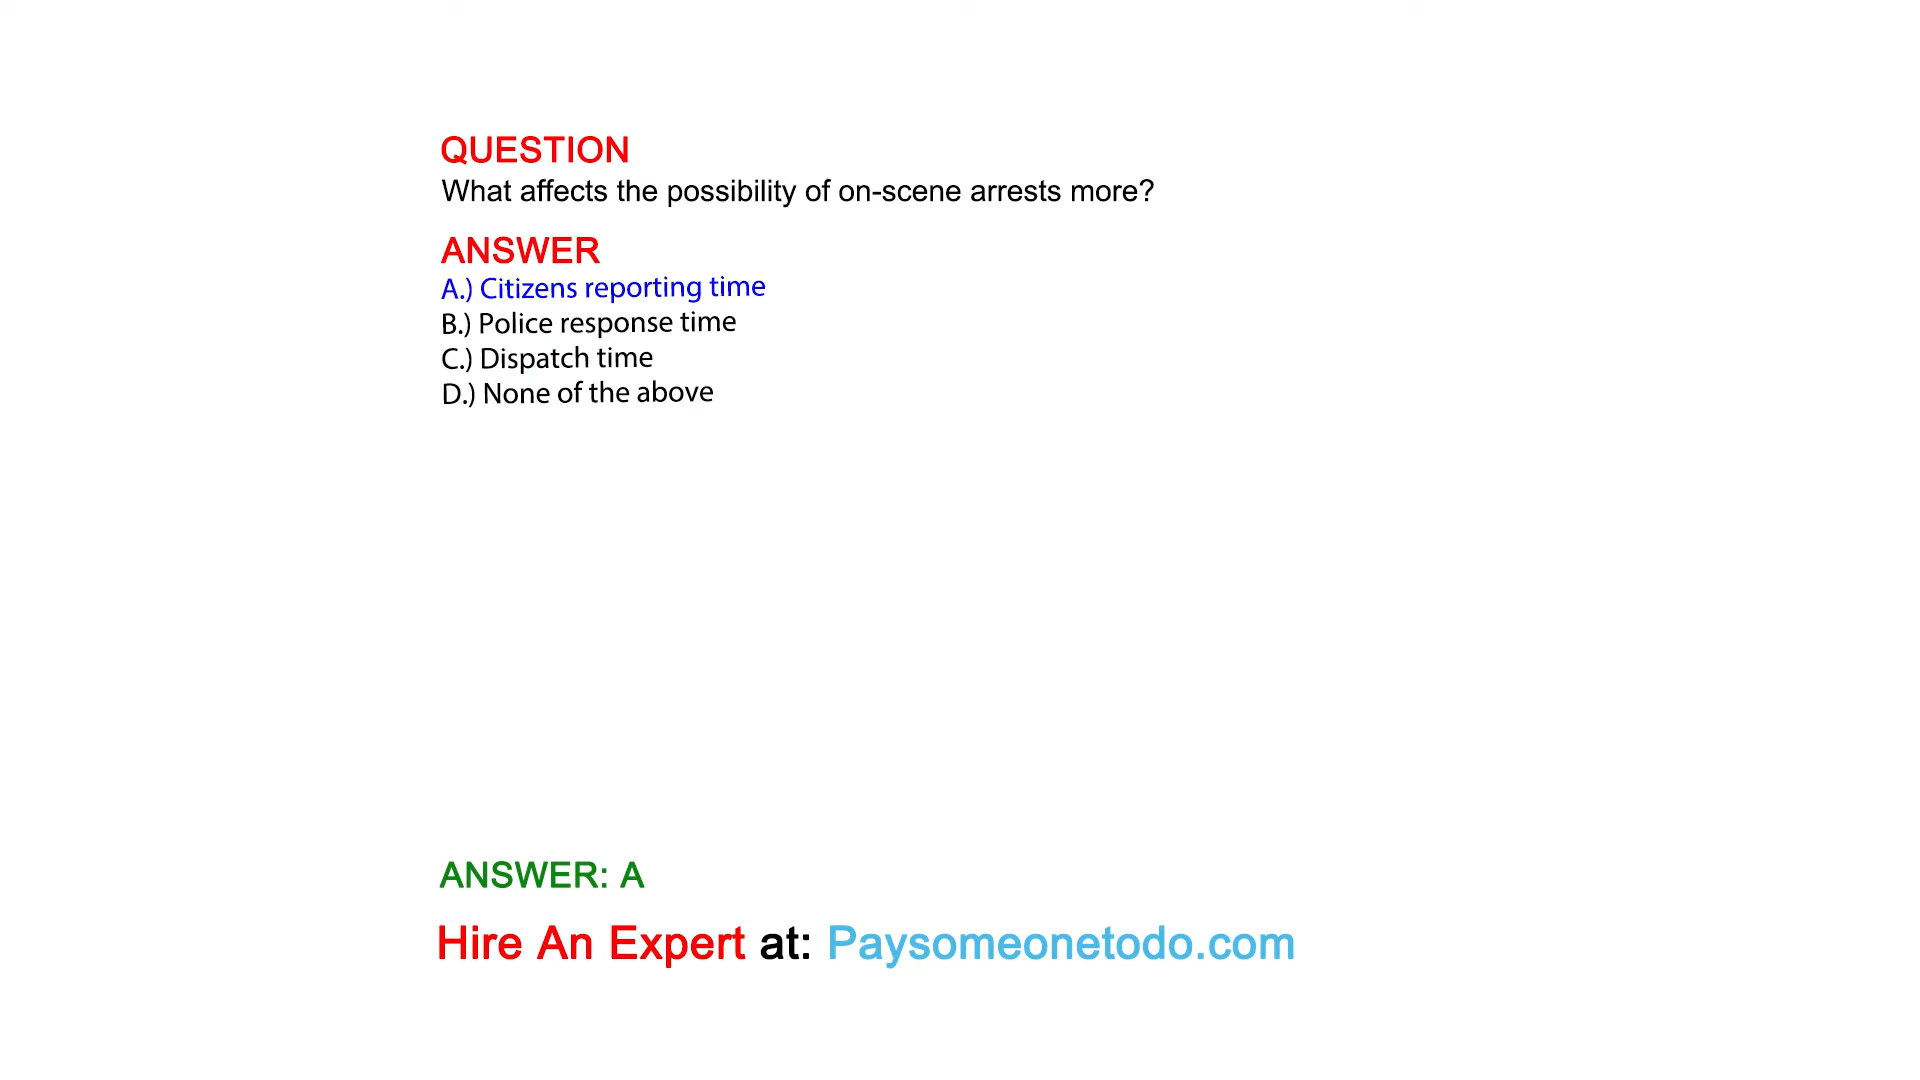 QUESTION
What affects the possibility of on-scene arrests more?
ANSWER
A.) Citizens reporting time
B.) Police response time
C.) Dispatch time
D.) None of the above
ANSWER: A
Hire An Expert at: Paysomeonetodo.com